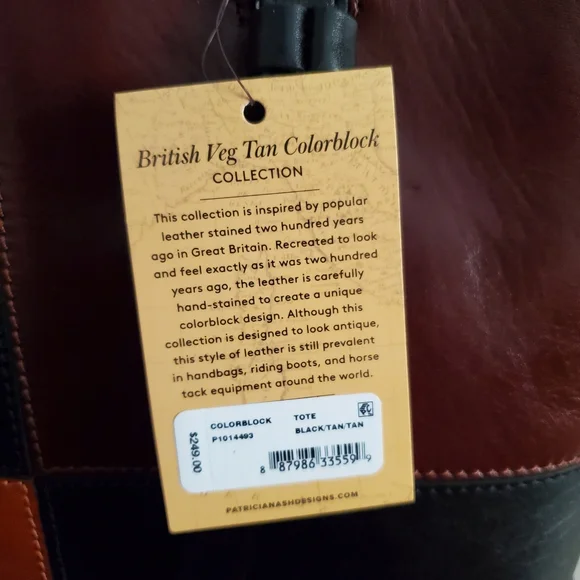 British Veg Tan Colorblock
COLLECTION
This collection is inspired by popular
leather stained two hundred years
ago in Great Britain. Recreated to look
and feel exactly as it was two hundred
years ago, the leather is carefully
hand-stained to create a unique
colorblock design. Although this
collection is designed to look antique,
this style of leather is still prevalent
in handbags, riding boots, and horse
tack equipment around the world.
$249.00
COLORBLOCK TOTE
P1014493 BLACK/TAN/TAN
8 87986 33559 9
PATRICIANASHDESIGNS.COM